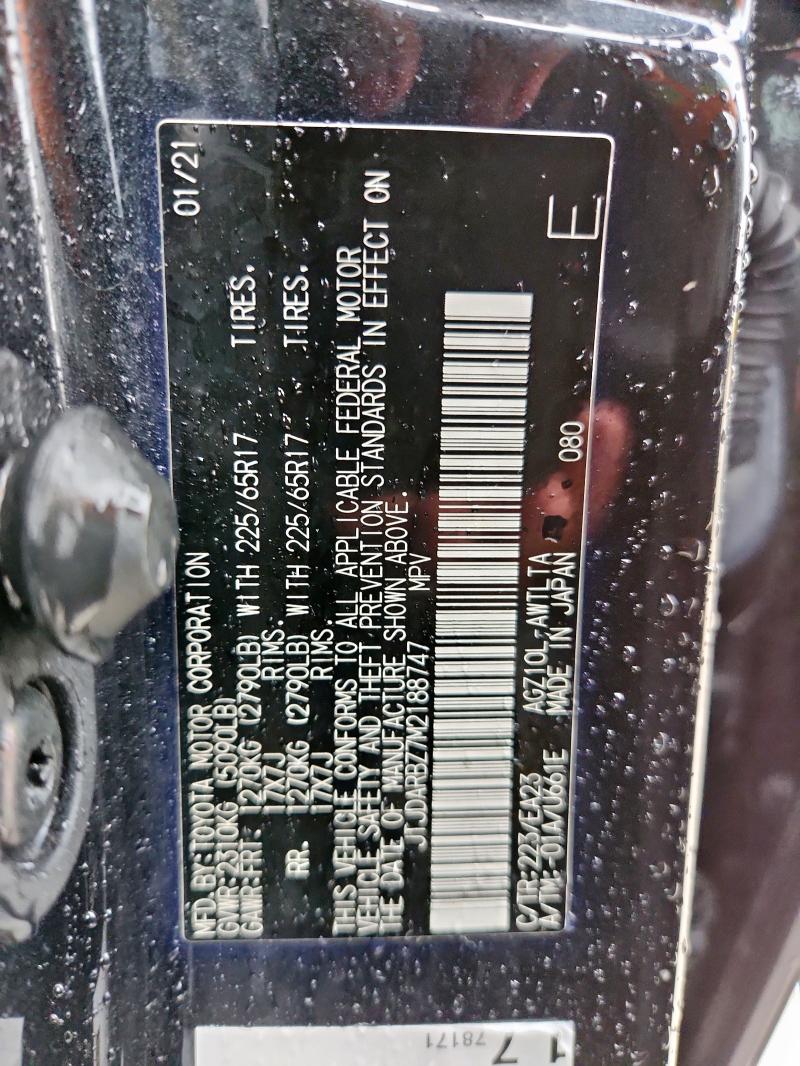 MFD. BY: TOYOTA MOTOR CORPORATION 01/21
GVWR: 2310KG (5090LB)
GAWR: FRT: 1270KG (2790LB) WITH 225/65R17 TIRES.
17X7J RIMS.
RR. 1270KG (2790LB) WITH 225/65R17 TIRES.
17X7J RIMS.
THIS VEHICLE CONFORMS TO ALL APPLICABLE FEDERAL MOTOR
VEHICLE SAFETY AND THEFT PREVENTION STANDARDS IN EFFECT ON
THE DATE OF MANUFACTURE SHOWN ABOVE.
JTJDARBZ7M2188747 MPV
C/TR: 223/EA23 AGZ10L-AWTLTA
A/TM: -01A/U661E MADE IN JAPAN 080
E
78171
1 7